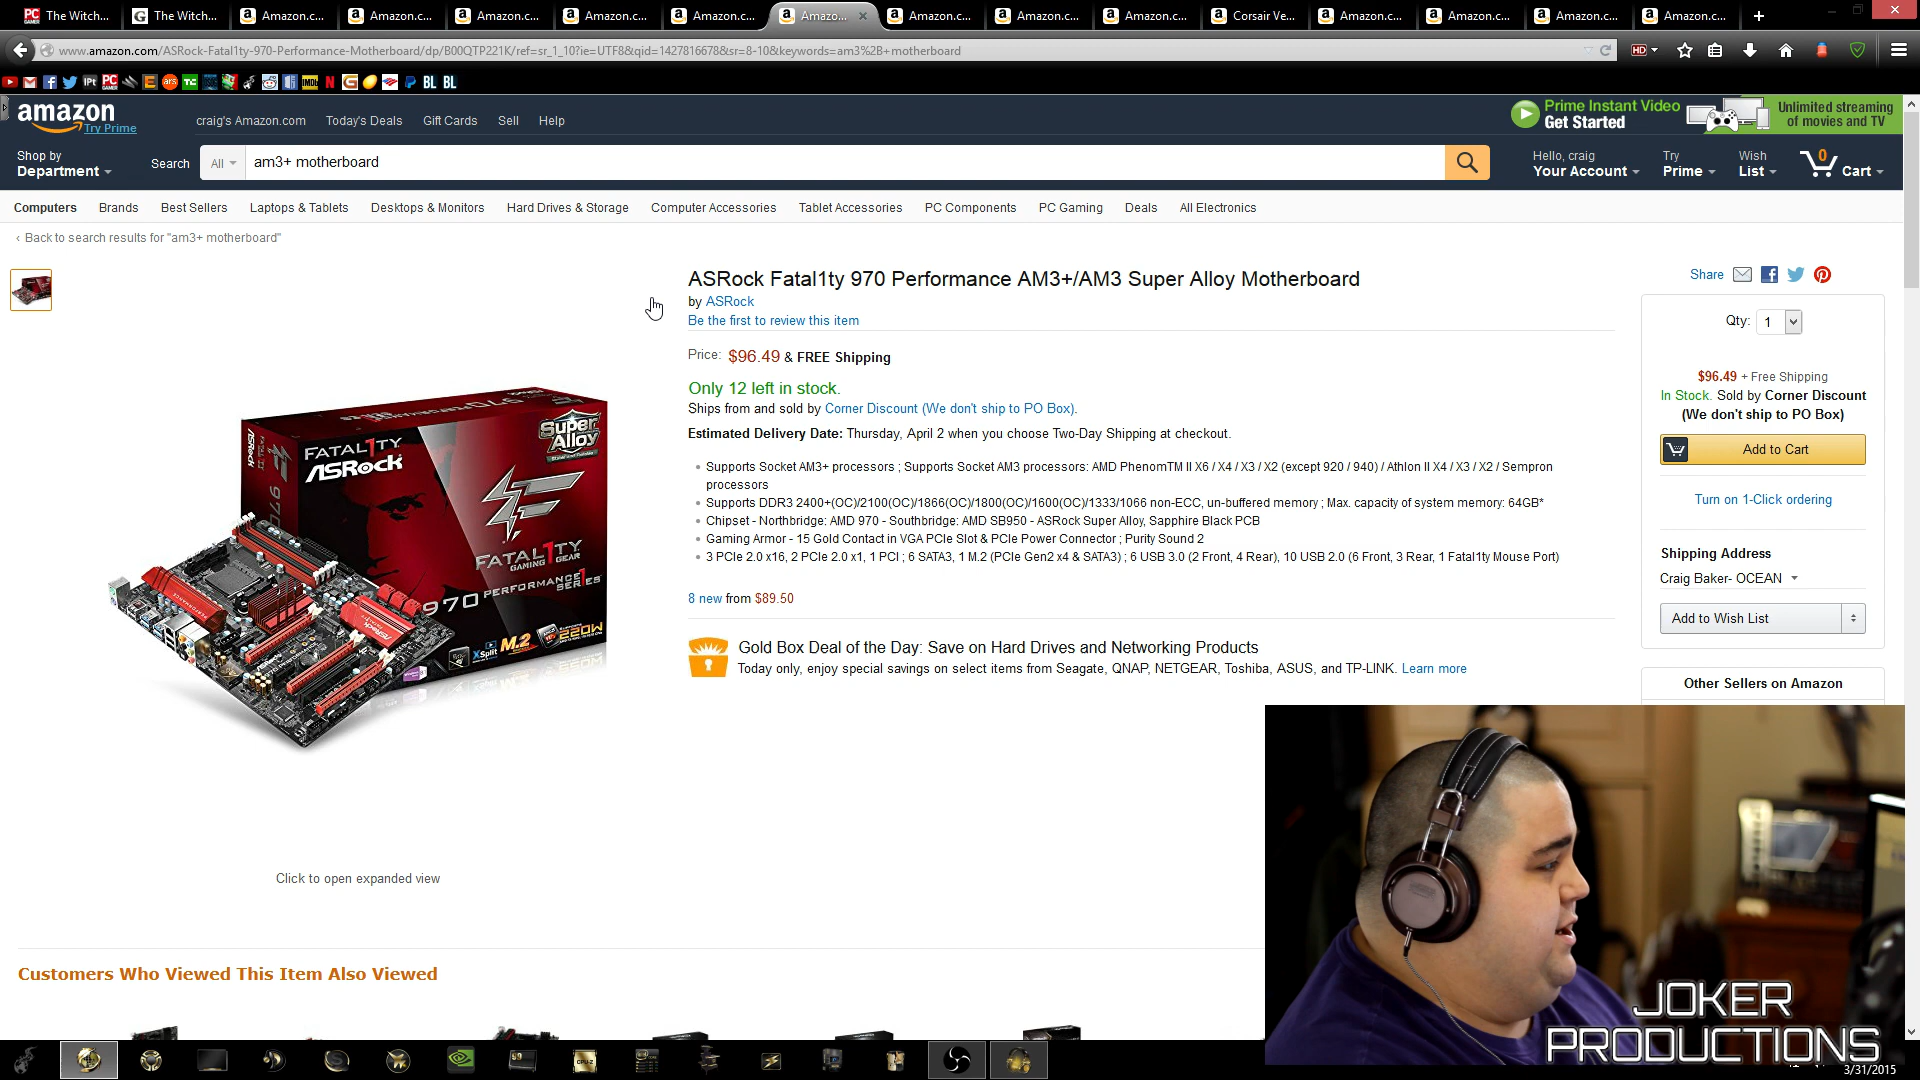 The Witch...
The Witch...
Amazon.c...
Amazon.c...
Amazon.c...
Amazon.c...
Amazon.c...
Amazo...
Amazon.c...
Amazon.c...
Amazon.c...
Corsair Ve...
Amazon.c...
Amazon.c...
Amazon.c...
Amazon.c...
www.amazon.com/ASRock-Fatal1ty-970-Performance-Motherboard/dp/B00QTP221K/ref=sr_1_10?ie=UTF8&qid=1427816678&sr=8-10&keywords=am3%2B+motherboard
amazon
Try Prime
craig's Amazon.com Today's Deals Gift Cards Sell Help
Prime Instant Video
Get Started
Unlimited streaming
of movies and TV
Shop by
Department
Search All am3+ motherboard
Hello, craig
Your Account
Try
Prime
Wish
List
0
Cart
Computers Brands Best Sellers Laptops & Tablets Desktops & Monitors Hard Drives & Storage Computer Accessories Tablet Accessories PC Components PC Gaming Deals All Electronics
‹ Back to search results for "am3+ motherboard"
ASRock Fatal1ty 970 Performance AM3+/AM3 Super Alloy Motherboard
by ASRock
Be the first to review this item
Price: $96.49 & FREE Shipping
Only 12 left in stock.
Ships from and sold by Corner Discount (We don't ship to PO Box).
Estimated Delivery Date: Thursday, April 2 when you choose Two-Day Shipping at checkout.
Supports Socket AM3+ processors ; Supports Socket AM3 processors: AMD PhenomTM II X6 / X4 / X3 / X2 (except 920 / 940) / Athlon II X4 / X3 / X2 / Sempron
processors
Supports DDR3 2400+(OC)/2100(OC)/1866(OC)/1800(OC)/1600(OC)/1333/1066 non-ECC, un-buffered memory ; Max. capacity of system memory: 64GB*
Chipset - Northbridge: AMD 970 - Southbridge: AMD SB950 - ASRock Super Alloy, Sapphire Black PCB
Gaming Armor - 15 Gold Contact in VGA PCIe Slot & PCIe Power Connector ; Purity Sound 2
3 PCIe 2.0 x16, 2 PCIe 2.0 x1, 1 PCI ; 6 SATA3, 1 M.2 (PCIe Gen2 x4 & SATA3) ; 6 USB 3.0 (2 Front, 4 Rear), 10 USB 2.0 (6 Front, 3 Rear, 1 Fatal1ty Mouse Port)
8 new from $89.50
Gold Box Deal of the Day: Save on Hard Drives and Networking Products
Today only, enjoy special savings on select items from Seagate, QNAP, NETGEAR, Toshiba, ASUS, and TP-LINK. Learn more
Share
Qty: 1
$96.49 + Free Shipping
In Stock. Sold by Corner Discount
(We don't ship to PO Box)
Add to Cart
Turn on 1-Click ordering
Shipping Address
Craig Baker- OCEAN
Add to Wish List
Other Sellers on Amazon
FATAL1TY
ASRock
Super
Alloy
FATAL1TY
GAMING GEAR
970 PERFORMANCE
SERIES
XSplit
M.2
220W
Click to open expanded view
Customers Who Viewed This Item Also Viewed
JOKER
PRODUCTIONS
3/31/2015